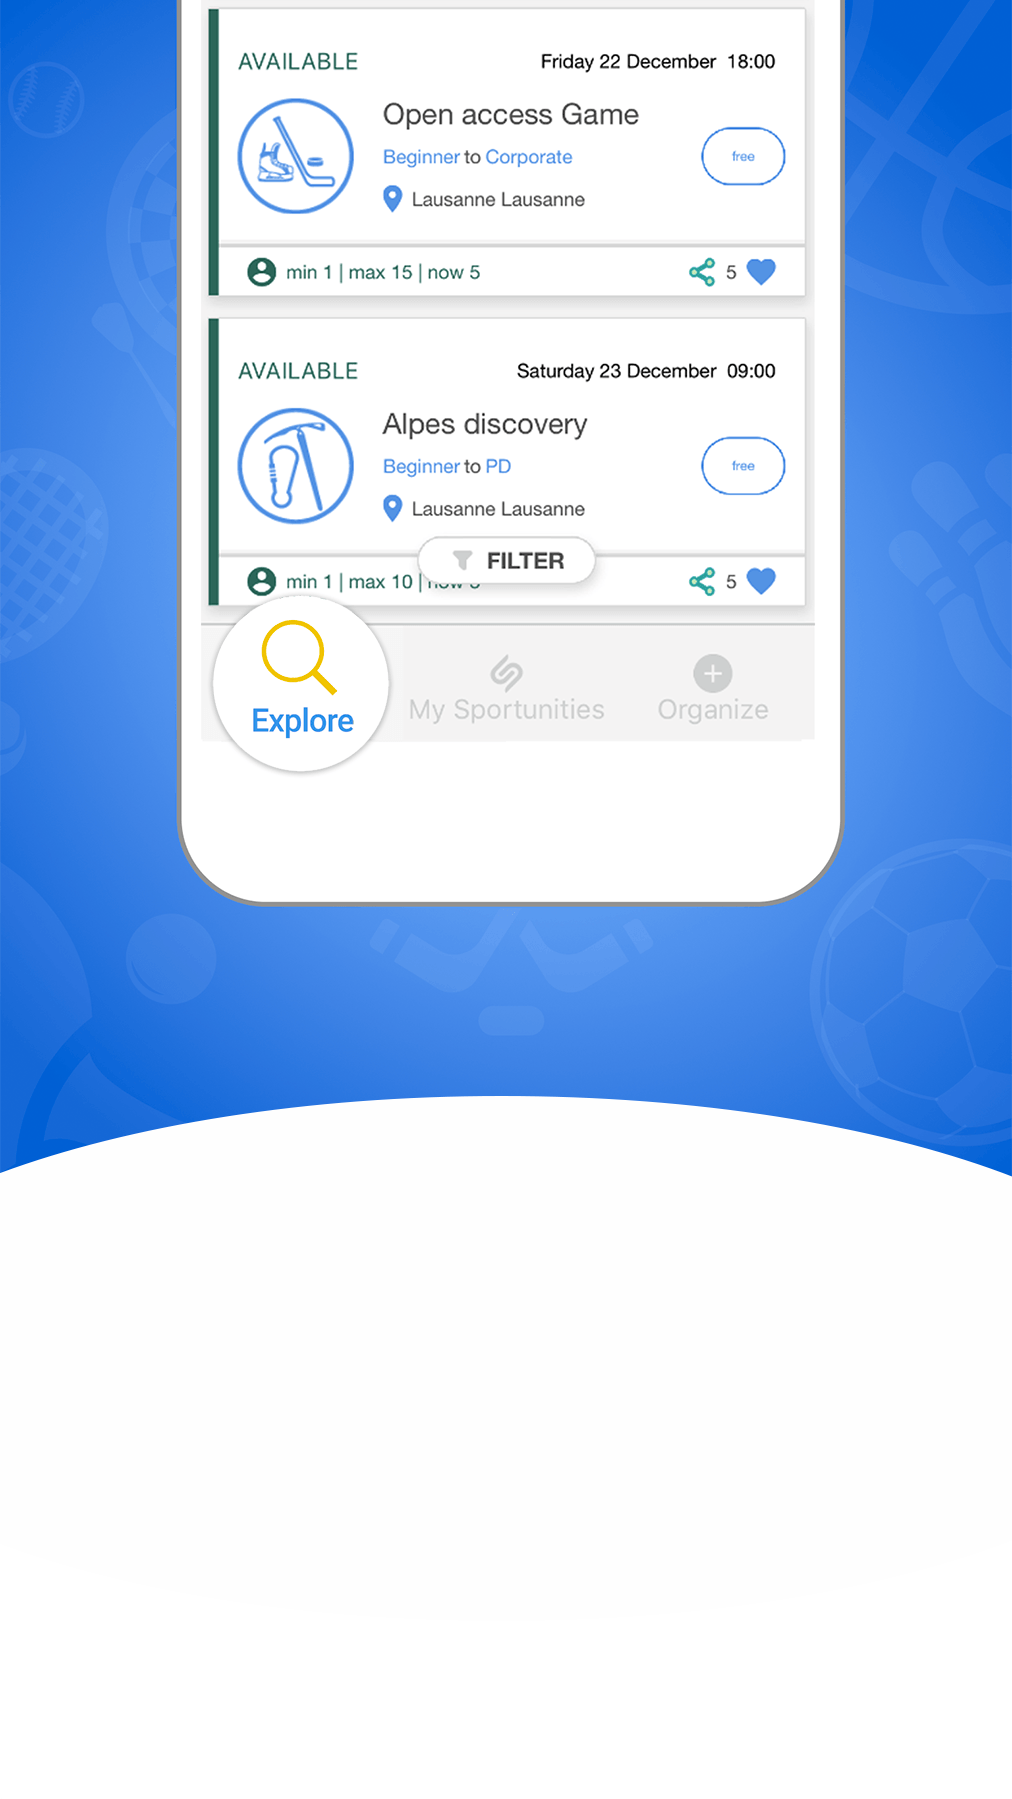 AVAILABLE Friday 22 December 18:00
Open access Game
Beginner to Corporate
free
Lausanne Lausanne
min 1 | max 15 | now 5 5
AVAILABLE Saturday 23 December 09:00
Alpes discovery
Beginner to PD
free
Lausanne Lausanne
FILTER
min 1 | max 10 | 5
Explore
My Sportunities
Organize